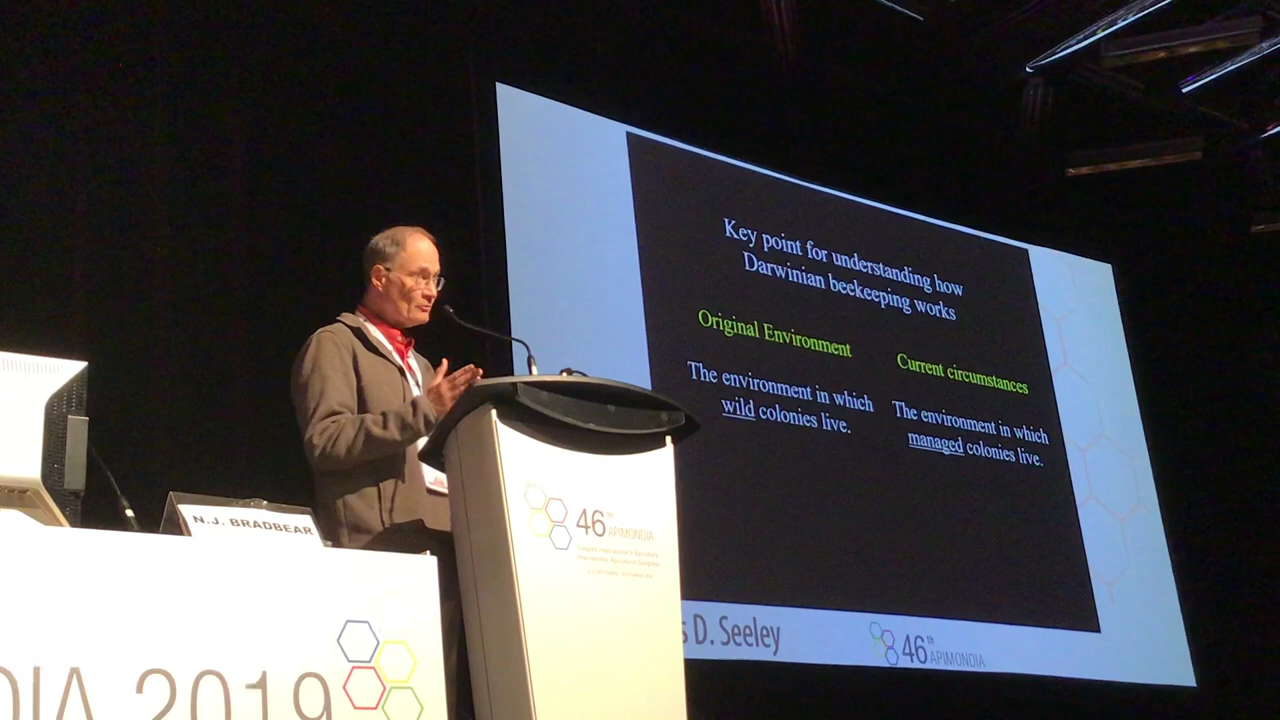 Key point for understanding how
Darwinian beekeeping works
Original Environment
The environment in which
wild colonies live.
Current circumstances
The environment in which
managed colonies live.
s D. Seeley
46th
APIMONDIA
N.J. BRADBEAR
46th
APIMONDIA
DIA 2019